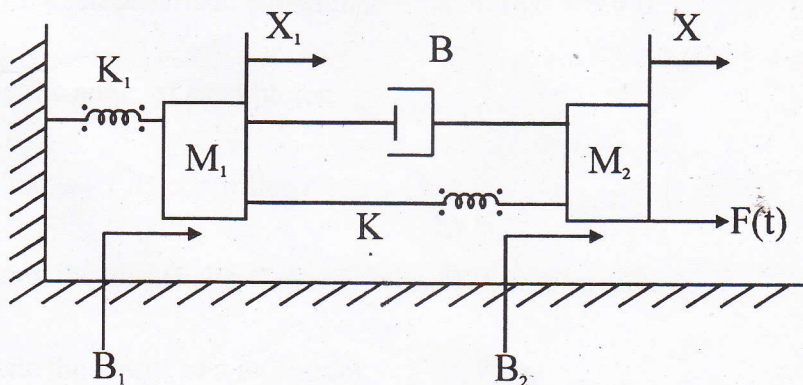 X₁ B X
K₁
M₁ M₂
K F(t)
B₁ B₂